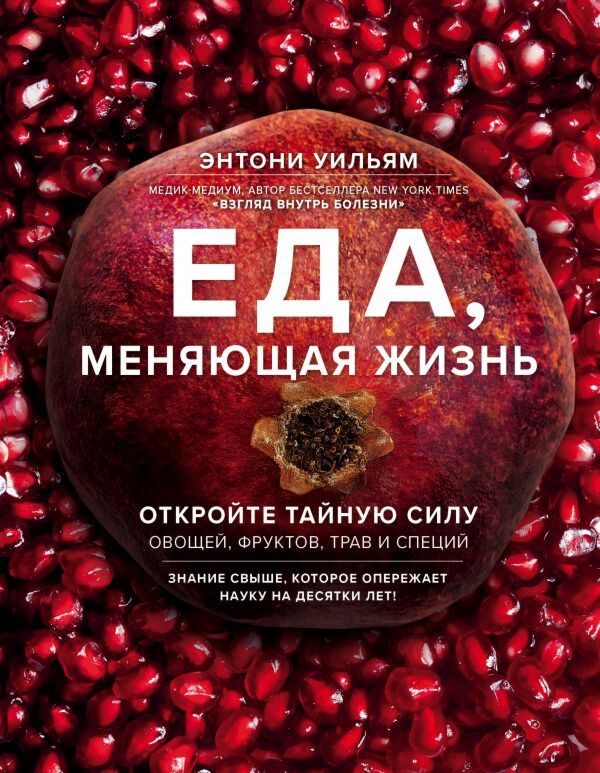 ЭНТОНИ УИЛЬЯМ
МЕДИК-МЕДИУМ, АВТОР БЕСТСЕЛЛЕРА NEW YORK TIMES
«ВЗГЛЯД ВНУТРЬ БОЛЕЗНИ»
ЕДА,
МЕНЯЮЩАЯ ЖИЗНЬ
ОТКРОЙТЕ ТАЙНУЮ СИЛУ
ОВОЩЕЙ, ФРУКТОВ, ТРАВ И СПЕЦИЙ
ЗНАНИЕ СВЫШЕ, КОТОРОЕ ОПЕРЕЖАЕТ
НАУКУ НА ДЕСЯТКИ ЛЕТ!